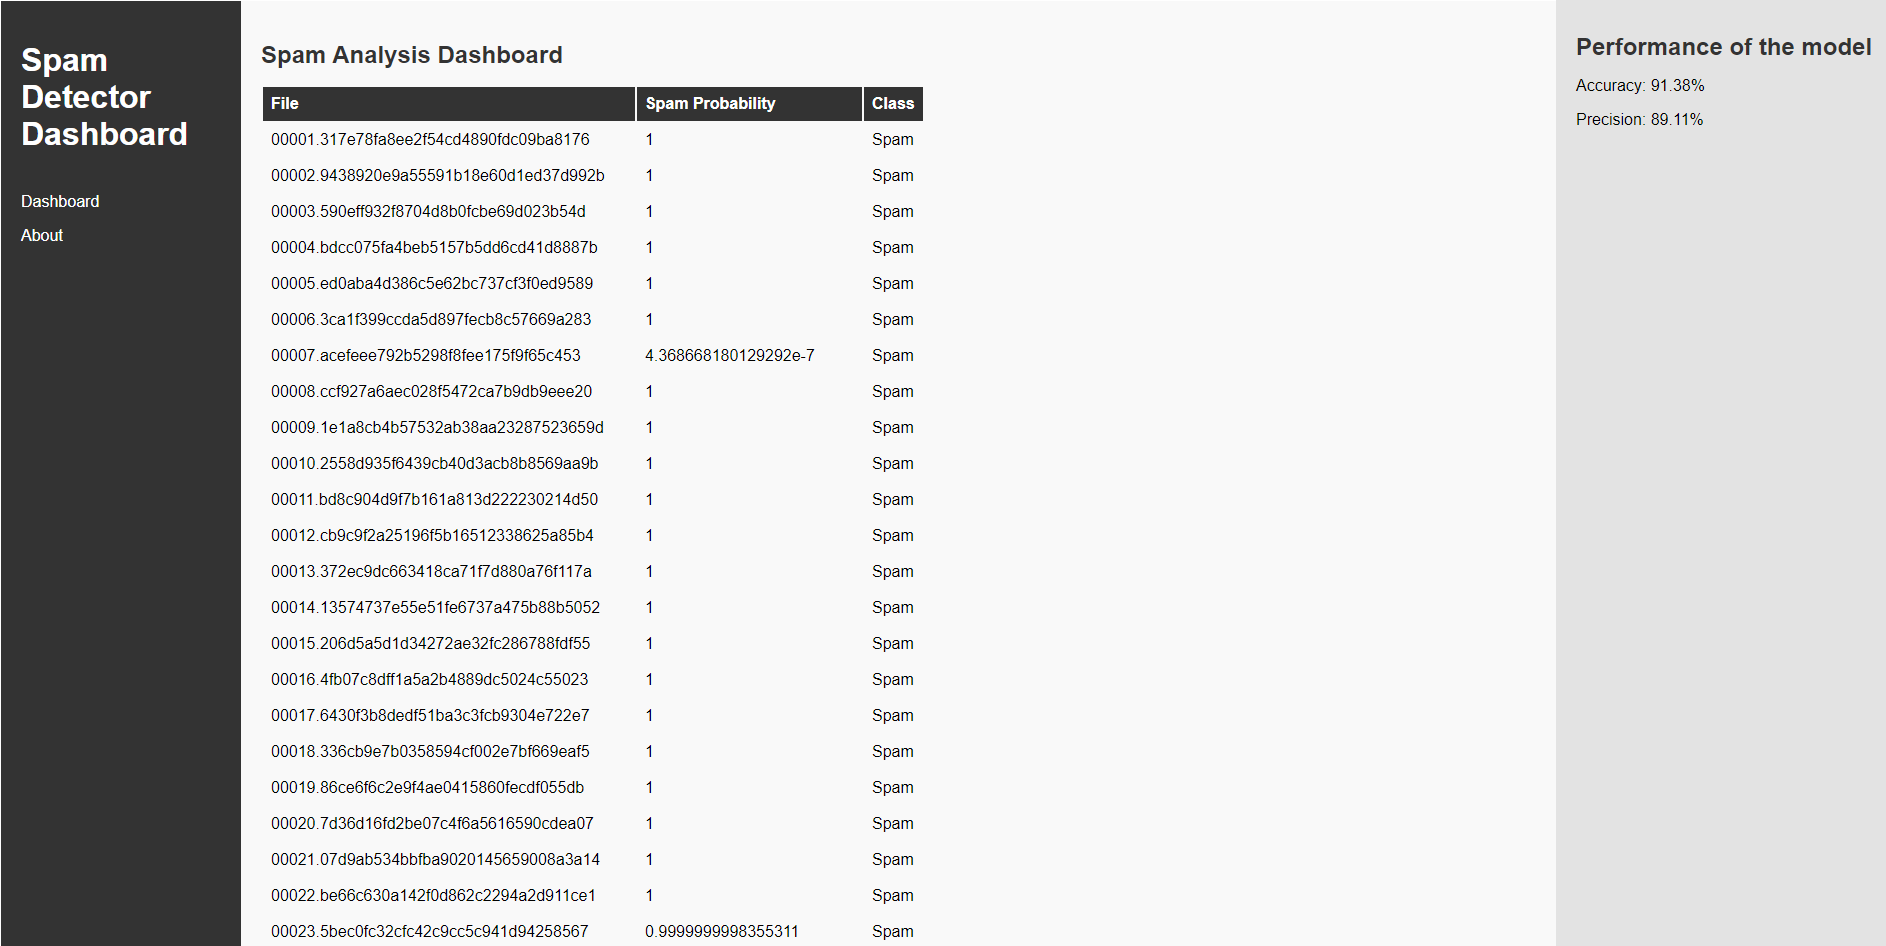 Spam
Detector
Dashboard
Dashboard
About
Spam Analysis Dashboard
File Spam Probability Class
00001.317e78fa8ee2f54cd4890fdc09ba8176 1 Spam
00002.9438920e9a55591b18e60d1ed37d992b 1 Spam
00003.590eff932f8704d8b0fcbe69d023b54d 1 Spam
00004.bdcc075fa4beb5157b5dd6cd41d8887b 1 Spam
00005.ed0aba4d386c5e62bc737cf3f0ed9589 1 Spam
00006.3ca1f399ccda5d897fecb8c57669a283 1 Spam
00007.acefeee792b5298f8fee175f9f65c453 4.368668180129292e-7 Spam
00008.ccf927a6aec028f5472ca7b9db9eee20 1 Spam
00009.1e1a8cb4b57532ab38aa23287523659d 1 Spam
00010.2558d935f6439cb40d3acb8b8569aa9b 1 Spam
00011.bd8c904d9f7b161a813d222230214d50 1 Spam
00012.cb9c9f2a25196f5b16512338625a85b4 1 Spam
00013.372ec9dc663418ca71f7d880a76f117a 1 Spam
00014.13574737e55e51fe6737a475b88b5052 1 Spam
00015.206d5a5d1d34272ae32fc286788fdf55 1 Spam
00016.4fb07c8dff1a5a2b4889dc5024c55023 1 Spam
00017.6430f3b8dedf51ba3c3fcb9304e722e7 1 Spam
00018.336cb9e7b0358594cf002e7bf669eaf5 1 Spam
00019.86ce6f6c2e9f4ae0415860fecdf055db 1 Spam
00020.7d36d16fd2be07c4f6a5616590cdea07 1 Spam
00021.07d9ab534bbfba9020145659008a3a14 1 Spam
00022.be66c630a142f0d862c2294a2d911ce1 1 Spam
00023.5bec0fc32cfc42c9cc5c941d94258567 0.9999999998355311 Spam
Performance of the model
Accuracy: 91.38%
Precision: 89.11%